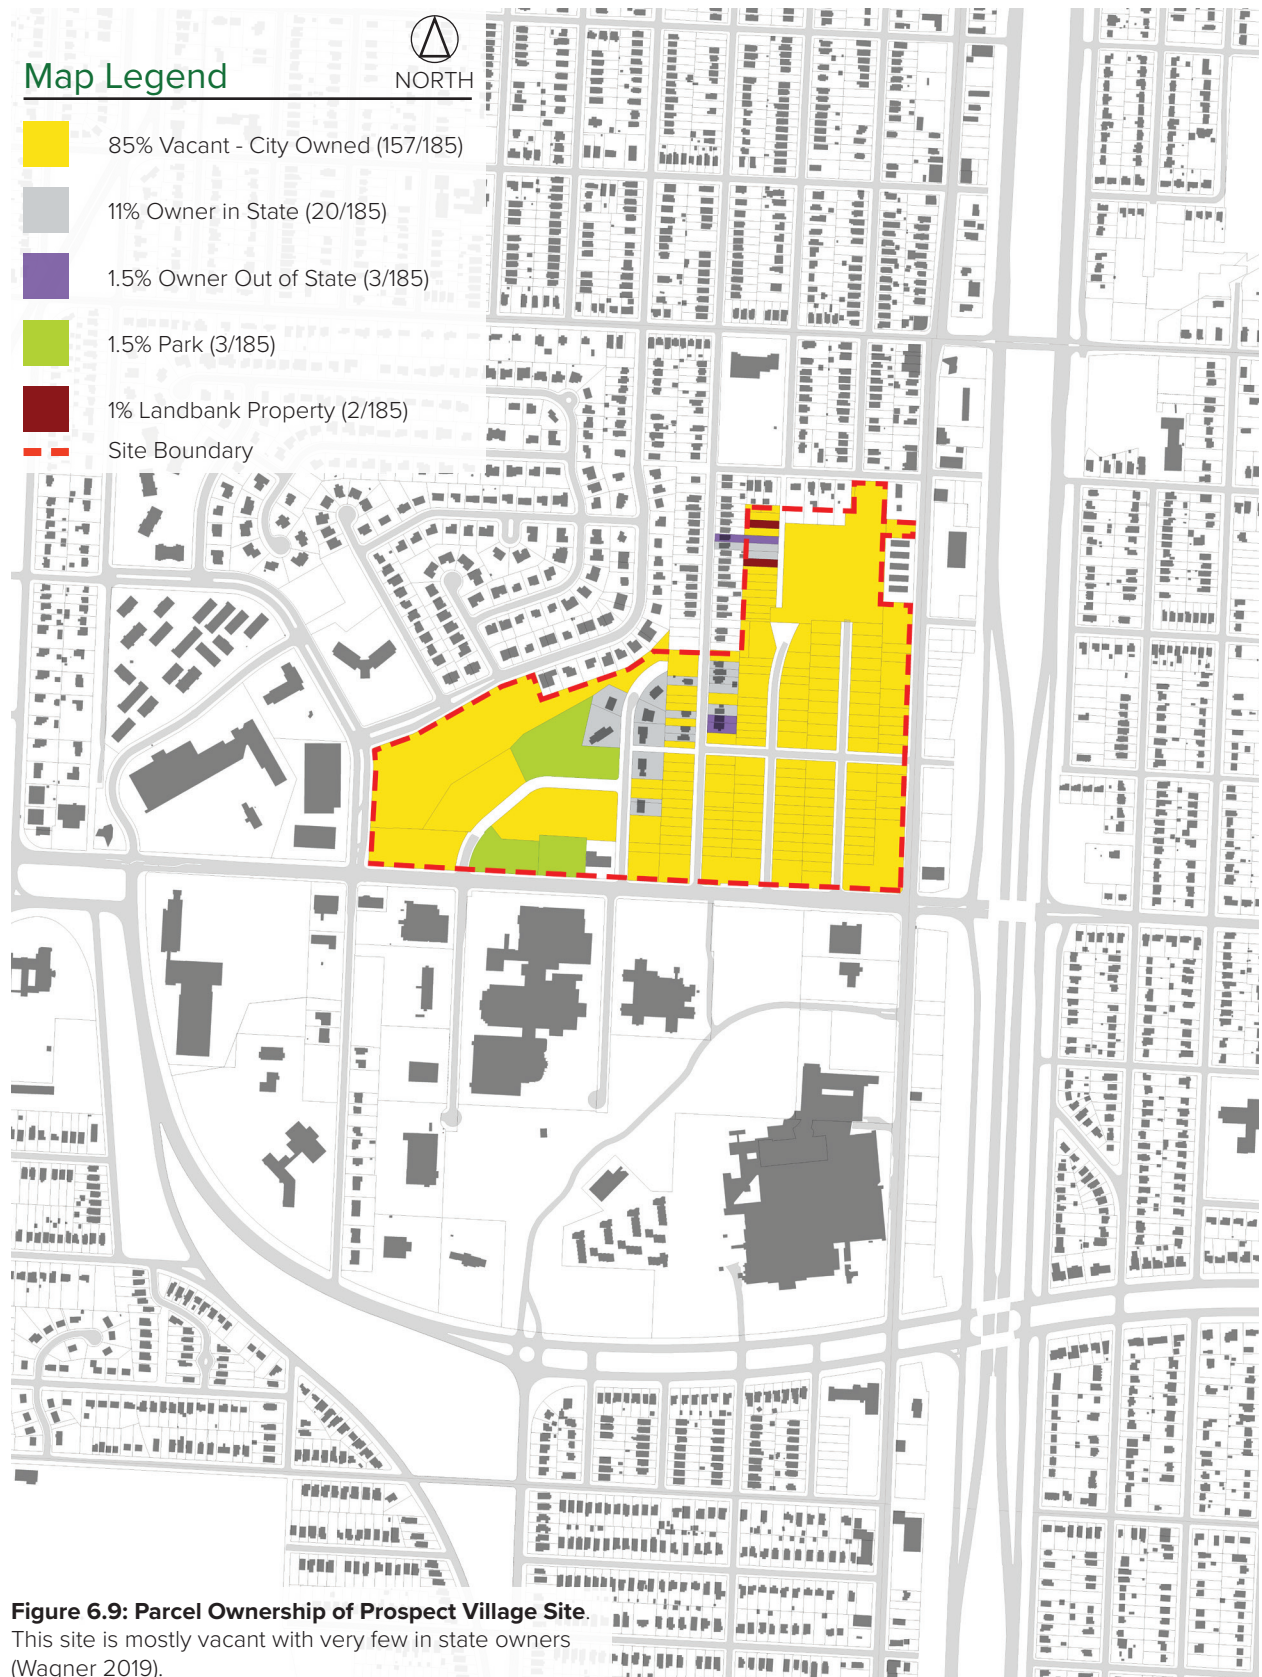 Map Legend
NORTH
85% Vacant - City Owned (157/185)
11% Owner in State (20/185)
1.5% Owner Out of State (3/185)
1.5% Park (3/185)
1% Landbank Property (2/185)
Site Boundary
Figure 6.9: Parcel Ownership of Prospect Village Site.
This site is mostly vacant with very few in state owners
(Wagner 2019).